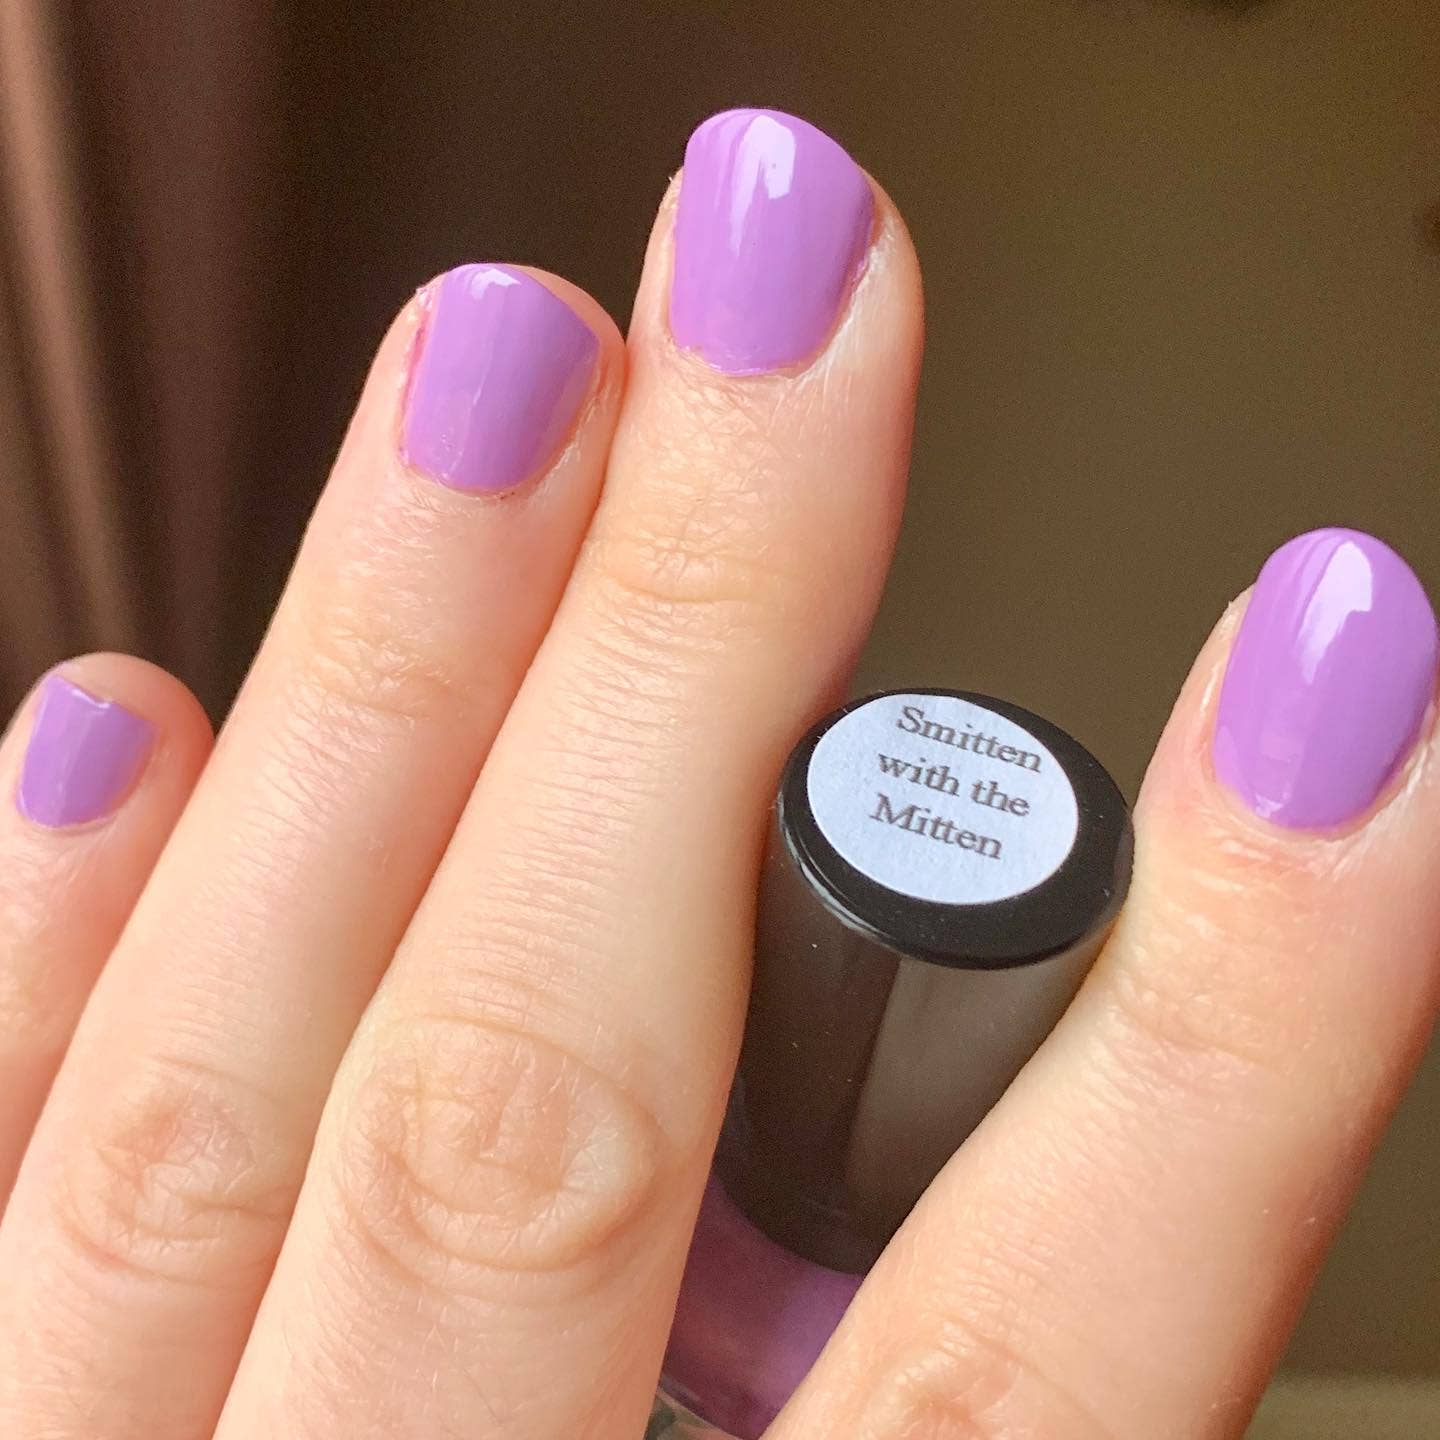 Smitten
with the
Mitten